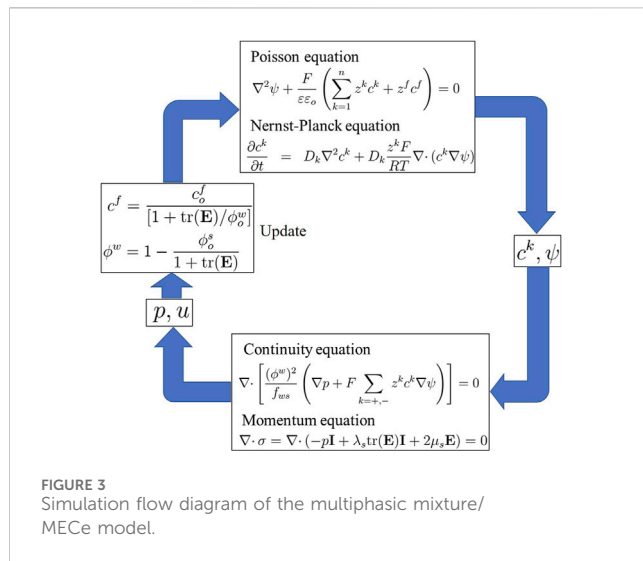 Poisson equation
∇²ψ + F/(εε_o) (∑_{k=1}^{n} z^k c^k + z^f c^f) = 0
Nernst-Planck equation
∂c^k/∂t = D_k∇²c^k + D_k (z^k F/RT) ∇· (c^k∇ψ)
c^f = c_o^f/[1 + tr(E)/ϕ_o^w]
ϕ^w = 1 − ϕ_o^s/(1 + tr(E))
Update
c^k, ψ
p, u
Continuity equation
∇· [(ϕ^w)²/f_ws (∇p + F ∑_{k=+,-} z^k c^k∇ψ)] = 0
Momentum equation
∇· σ = ∇· (−pI + λ_s tr(E)I + 2μ_s E) = 0
FIGURE 3
Simulation flow diagram of the multiphasic mixture/
MECe model.